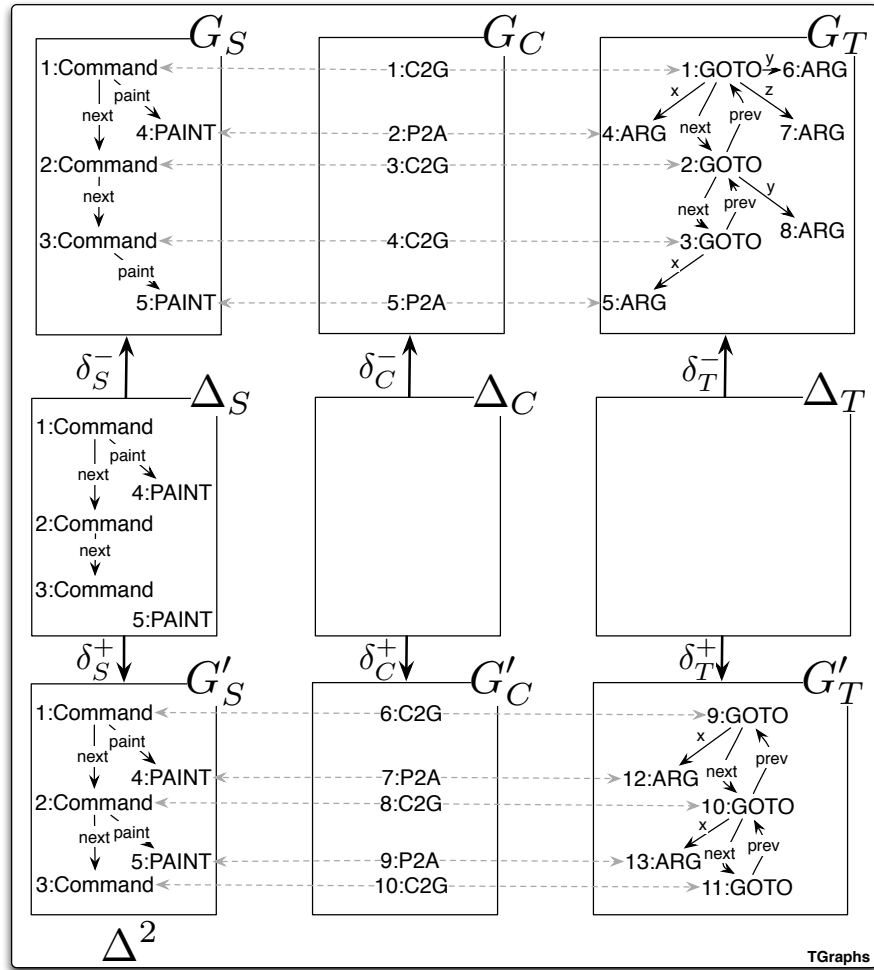 G_S G_C G_T
1:Command 1:C2G 1:GOTO y 6:ARG
paint x z
next prev
4:PAINT 2:P2A 4:ARG next 7:ARG
2:Command 3:C2G 2:GOTO
next prev y
next 8:ARG
3:Command 4:C2G 3:GOTO
paint x
5:PAINT 5:P2A 5:ARG
δ_S^- δ_C^- δ_T^-
Δ_S Δ_C Δ_T
1:Command
paint
next
4:PAINT
2:Command
next
3:Command
5:PAINT
δ_S^+ δ_C^+ δ_T^+
G'_S G'_C G'_T
1:Command 6:C2G 9:GOTO
paint x
next prev
4:PAINT 7:P2A 12:ARG next
2:Command 8:C2G 10:GOTO
paint x
next prev
5:PAINT 9:P2A 13:ARG next
3:Command 10:C2G 11:GOTO
Δ^2
TGraphs